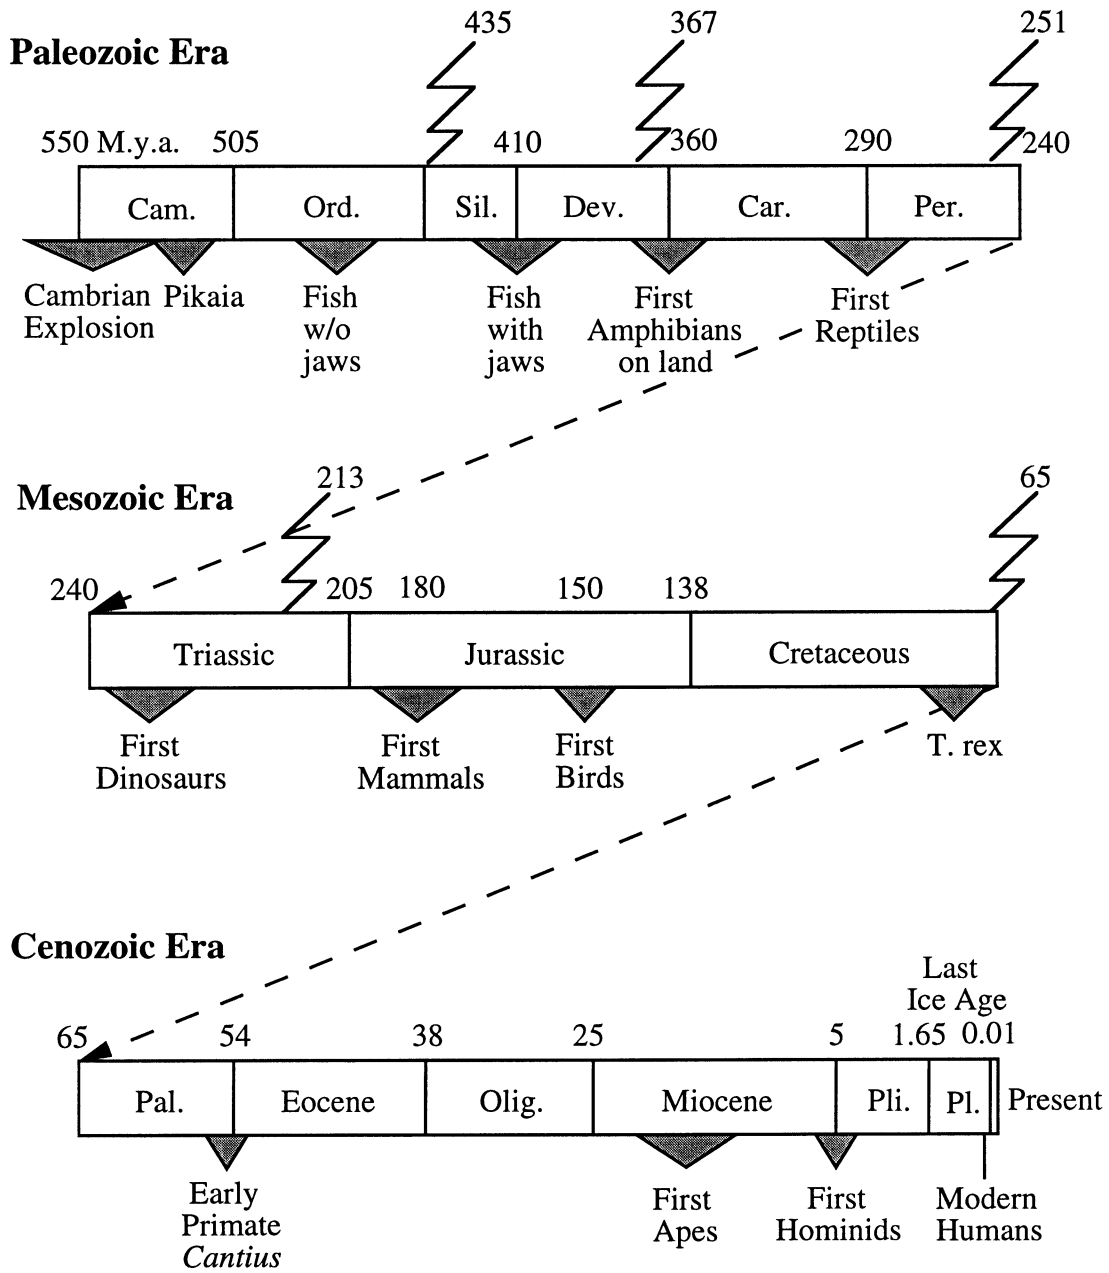 Paleozoic Era
435
367
251
550 M.y.a.
505
410
360
290
240
Cam.
Ord.
Sil.
Dev.
Car.
Per.
Cambrian
Explosion
Pikaia
Fish
w/o
jaws
Fish
with
jaws
First
Amphibians
on land
First
Reptiles
Mesozoic Era
213
65
240
205
180
150
138
Triassic
Jurassic
Cretaceous
First
Dinosaurs
First
Mammals
First
Birds
T. rex
Cenozoic Era
Last
Ice Age
65
54
38
25
5
1.65
0.01
Pal.
Eocene
Olig.
Miocene
Pli.
Pl.
Present
Early
Primate
Cantius
First
Apes
First
Hominids
Modern
Humans